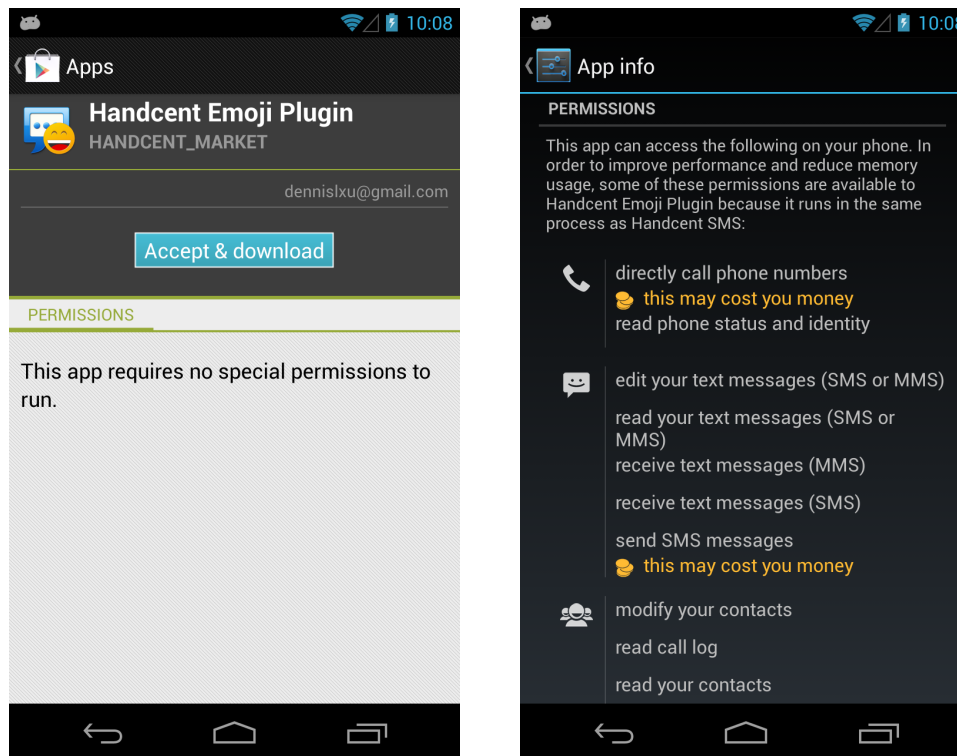 10:08
Apps
Handcent Emoji Plugin
HANDCENT_MARKET
dennislxu@gmail.com
Accept & download
PERMISSIONS
This app requires no special permissions to
run.
10:08
App info
PERMISSIONS
This app can access the following on your phone. In
order to improve performance and reduce memory
usage, some of these permissions are available to
Handcent Emoji Plugin because it runs in the same
process as Handcent SMS:
directly call phone numbers
this may cost you money
read phone status and identity
edit your text messages (SMS or MMS)
read your text messages (SMS or
MMS)
receive text messages (MMS)
receive text messages (SMS)
send SMS messages
this may cost you money
modify your contacts
read call log
read your contacts